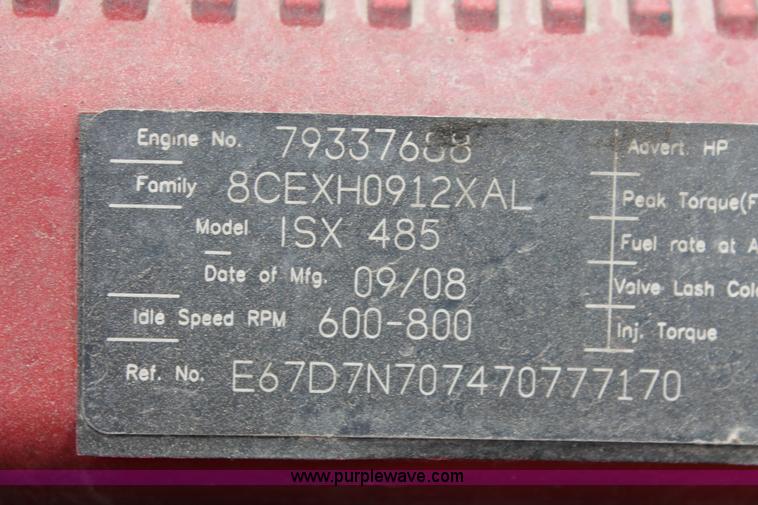 Engine No. 79337688 Advert. HP
Family 8CEXH0912XAL Peak Torque(F
Model ISX 485 Fuel rate at A
Date of Mfg. 09/08 Valve Lash Col
Idle Speed RPM 600-800 Inj. Torque
Ref. No. E67D7N707470777170
www.purplewave.com